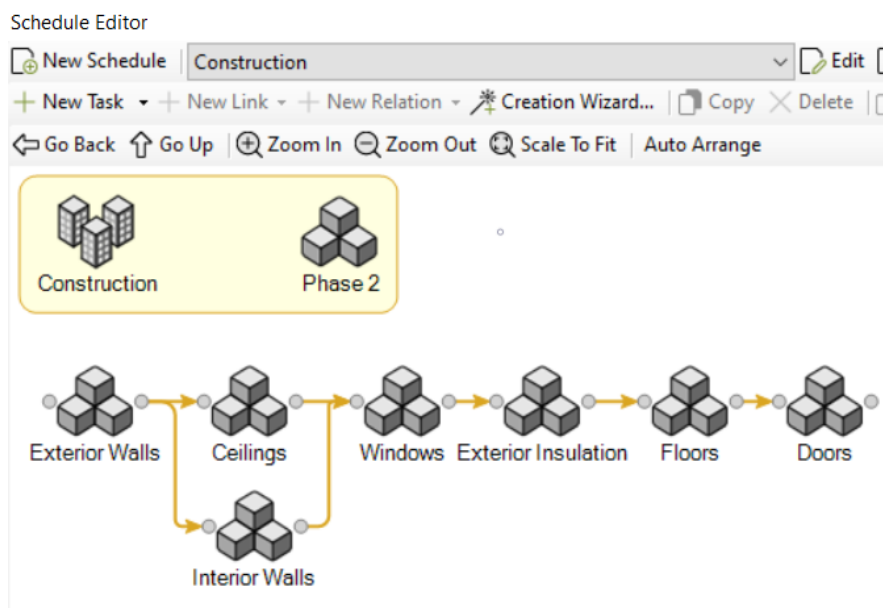 Schedule Editor
New Schedule Construction Edit
New Task New Link New Relation Creation Wizard... Copy Delete
Go Back Go Up Zoom In Zoom Out Scale To Fit Auto Arrange
Construction Phase 2
Exterior Walls Ceilings Windows Exterior Insulation Floors Doors
Interior Walls